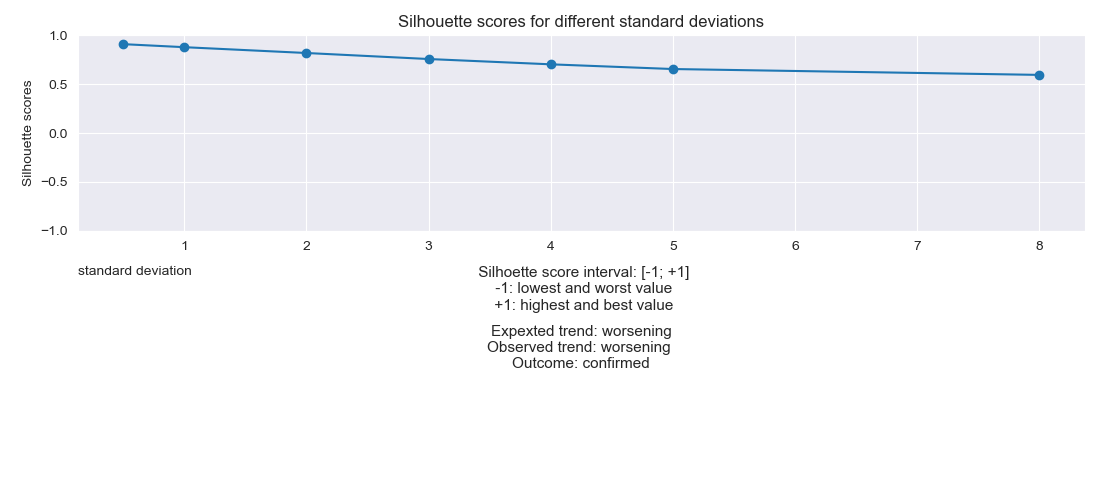 Silhouette scores for different standard deviations
Silhouette scores
1.0
0.5
0.0
−0.5
−1.0
1 2 3 4 5 6 7 8
standard deviation
Silhoette score interval: [-1; +1]
-1: lowest and worst value
+1: highest and best value
Expexted trend: worsening
Observed trend: worsening
Outcome: confirmed